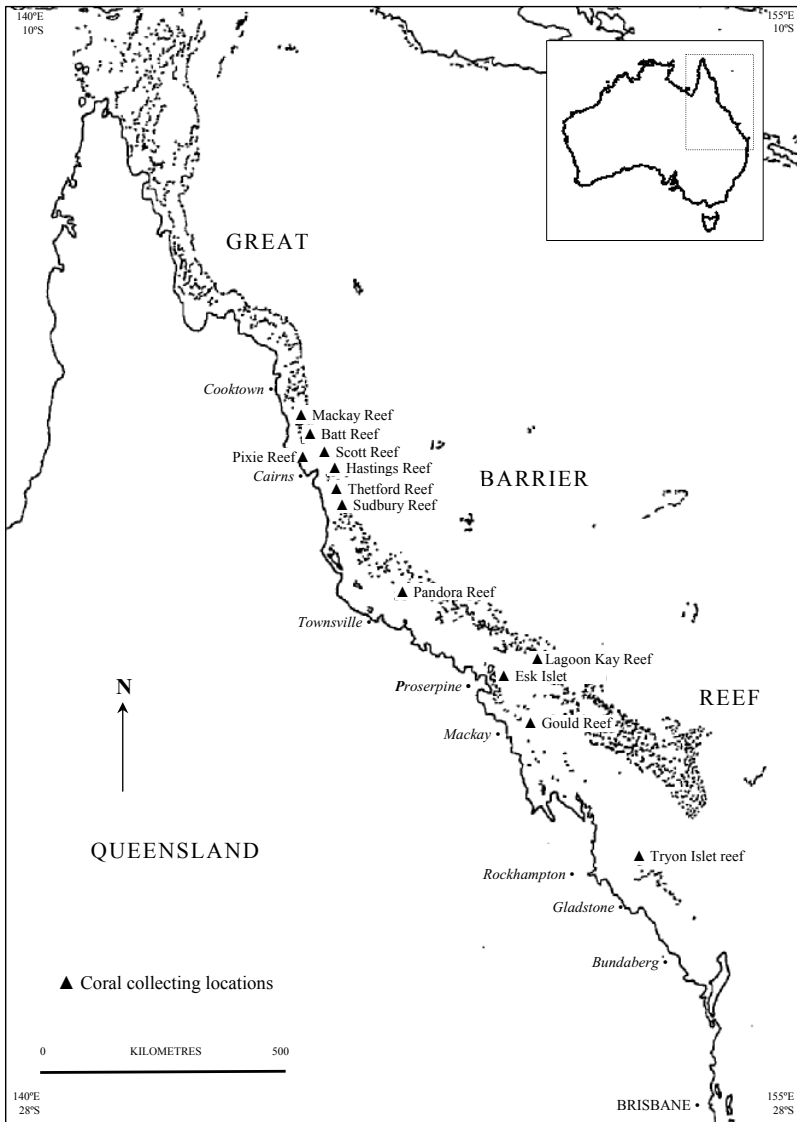 140ºE
10ºS
155ºE
10ºS
GREAT
Cooktown
Mackay Reef
Batt Reef
Scott Reef
Pixie Reef
Hastings Reef
Cairns
BARRIER
Thetford Reef
Sudbury Reef
Pandora Reef
Townsville
Lagoon Kay Reef
Esk Islet
Proserpine
REEF
N
Gould Reef
Mackay
QUEENSLAND
Tryon Islet reef
Rockhampton
Gladstone
Bundaberg
▲ Coral collecting locations
0 KILOMETRES 500
140ºE
28ºS
BRISBANE
155ºE
28ºS